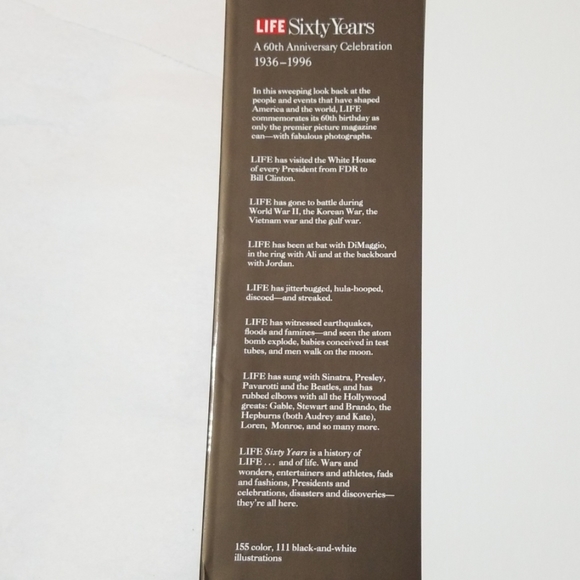 LIFE Sixty Years
A 60th Anniversary Celebration
1936–1996
In this sweeping look back at the
people and events that have shaped
America and the world, LIFE
commemorates its 60th birthday as
only the premier picture magazine
can—with fabulous photographs.
LIFE has visited the White House
of every President from FDR to
Bill Clinton.
LIFE has gone to battle during
World War II, the Korean War, the
Vietnam war and the gulf war.
LIFE has been at bat with DiMaggio,
in the ring with Ali and at the backboard
with Jordan.
LIFE has jitterbugged, hula-hooped,
discoed—and streaked.
LIFE has witnessed earthquakes,
floods and famines—and seen the atom
bomb explode, babies conceived in test
tubes, and men walk on the moon.
LIFE has sung with Sinatra, Presley,
Pavarotti and the Beatles, and has
rubbed elbows with all the Hollywood
greats: Gable, Stewart and Brando, the
Hepburns (both Audrey and Kate),
Loren, Monroe, and so many more.
LIFE Sixty Years is a history of
LIFE . . . and of life. Wars and
wonders, entertainers and athletes, fads
and fashions, Presidents and
celebrations, disasters and discoveries—
they're all here.
155 color, 111 black-and-white
illustrations